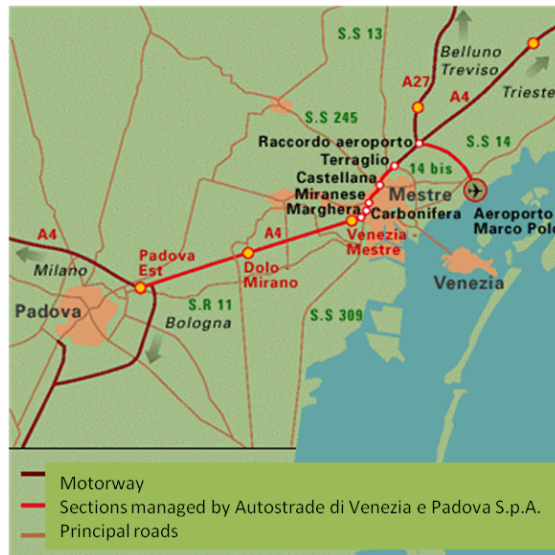 S.S 13
Belluno
Treviso
A27
A4
Trieste
S.S 245
Raccordo aeroporto
S.S 14
Terraglio
14 bis
Castellana
Miranese
Mestre
Marghera
Carbonifera
Aeroporto
Marco Polo
A4
Venezia-
Mestre
A4
Padova
Est
Dolo -
Mirano
Milano
Venezia
S.R 11
Padova
Bologna
S.S 309
Motorway
Sections managed by Autostrade di Venezia e Padova S.p.A.
Principal roads